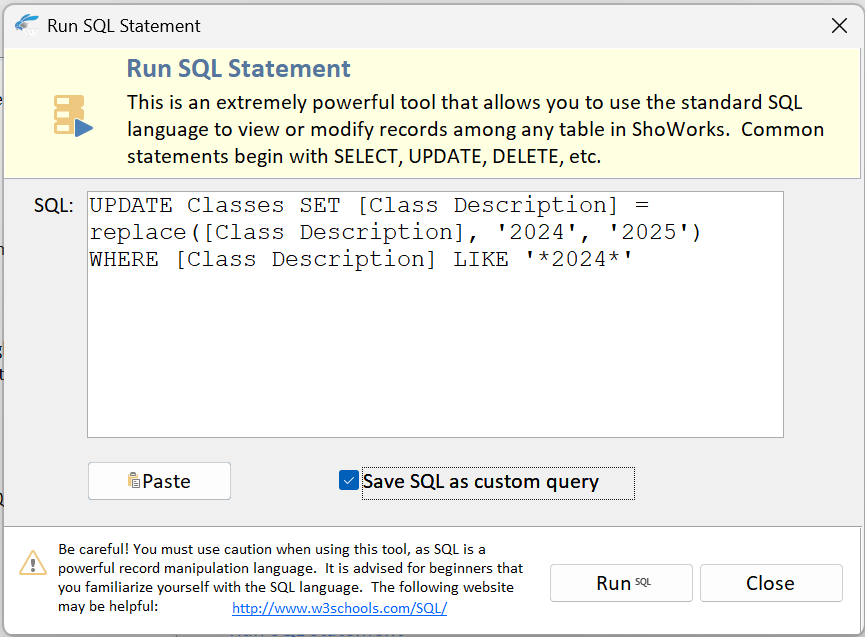 Run SQL Statement
Run SQL Statement
This is an extremely powerful tool that allows you to use the standard SQL
language to view or modify records among any table in ShoWorks.  Common
statements begin with SELECT, UPDATE, DELETE, etc.
SQL:
UPDATE Classes SET [Class Description] =
replace([Class Description], '2024', '2025')
WHERE [Class Description] LIKE '*2024*'
Paste
Save SQL as custom query
Be careful! You must use caution when using this tool, as SQL is a
powerful record manipulation language.  It is advised for beginners that
you familiarize yourself with the SQL language.  The following website
may be helpful:
http://www.w3schools.com/SQL/
Run SQL
Close